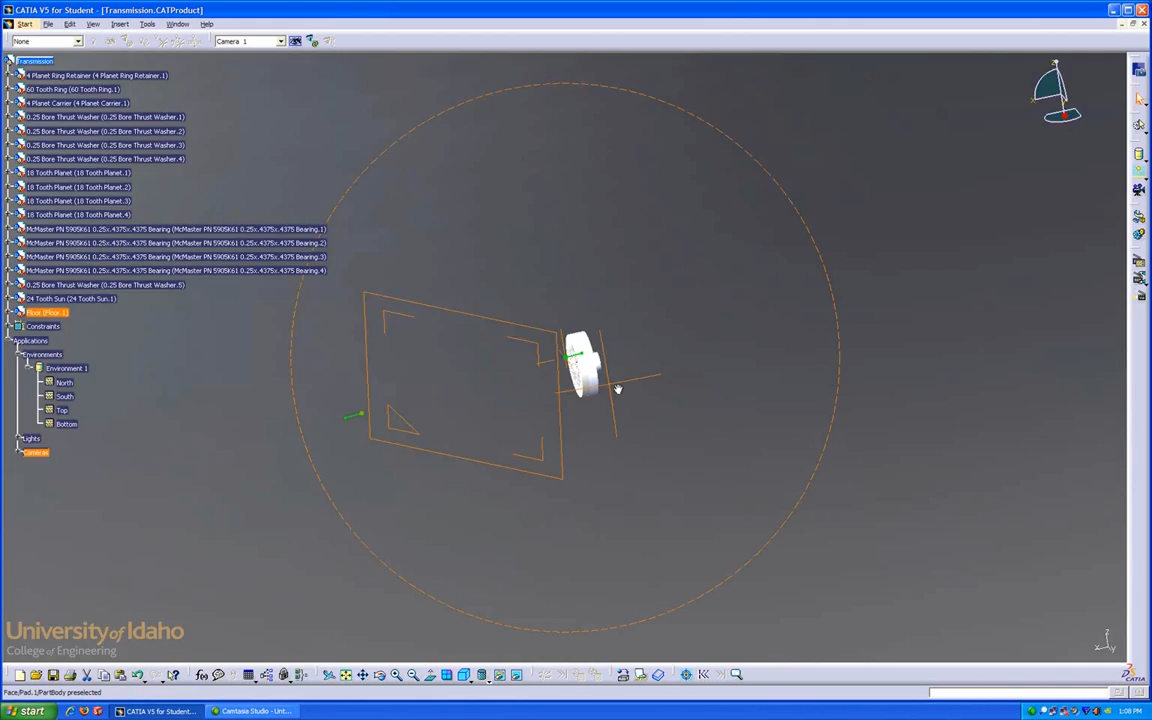 CATIA V5 for Student - [Transmission.CATProduct]
Start File Edit View Insert Tools Window Help
None
Camera 1
Transmission
4 Planet Ring Retainer (4 Planet Ring Retainer.1)
60 Tooth Ring (60 Tooth Ring.1)
4 Planet Carrier (4 Planet Carrier.1)
0.25 Bore Thrust Washer (0.25 Bore Thrust Washer.1)
0.25 Bore Thrust Washer (0.25 Bore Thrust Washer.2)
0.25 Bore Thrust Washer (0.25 Bore Thrust Washer.3)
0.25 Bore Thrust Washer (0.25 Bore Thrust Washer.4)
18 Tooth Planet (18 Tooth Planet.1)
18 Tooth Planet (18 Tooth Planet.2)
18 Tooth Planet (18 Tooth Planet.3)
18 Tooth Planet (18 Tooth Planet.4)
McMaster PN 5905K61 0.25x.4375x.4375 Bearing (McMaster PN 5905K61 0.25x.4375x.4375 Bearing.1)
McMaster PN 5905K61 0.25x.4375x.4375 Bearing (McMaster PN 5905K61 0.25x.4375x.4375 Bearing.2)
McMaster PN 5905K61 0.25x.4375x.4375 Bearing (McMaster PN 5905K61 0.25x.4375x.4375 Bearing.3)
McMaster PN 5905K61 0.25x.4375x.4375 Bearing (McMaster PN 5905K61 0.25x.4375x.4375 Bearing.4)
0.25 Bore Thrust Washer (0.25 Bore Thrust Washer.5)
24 Tooth Sun (24 Tooth Sun.1)
Floor (Floor.1)
Constraints
Applications
Environments
Environment 1
North
South
Top
Bottom
Lights
Cameras
University of Idaho
College of Engineering
Face/Pad.1/PartBody preselected
start
CATIA V5 for Student...
Camtasia Studio - Unt...
1:08 PM